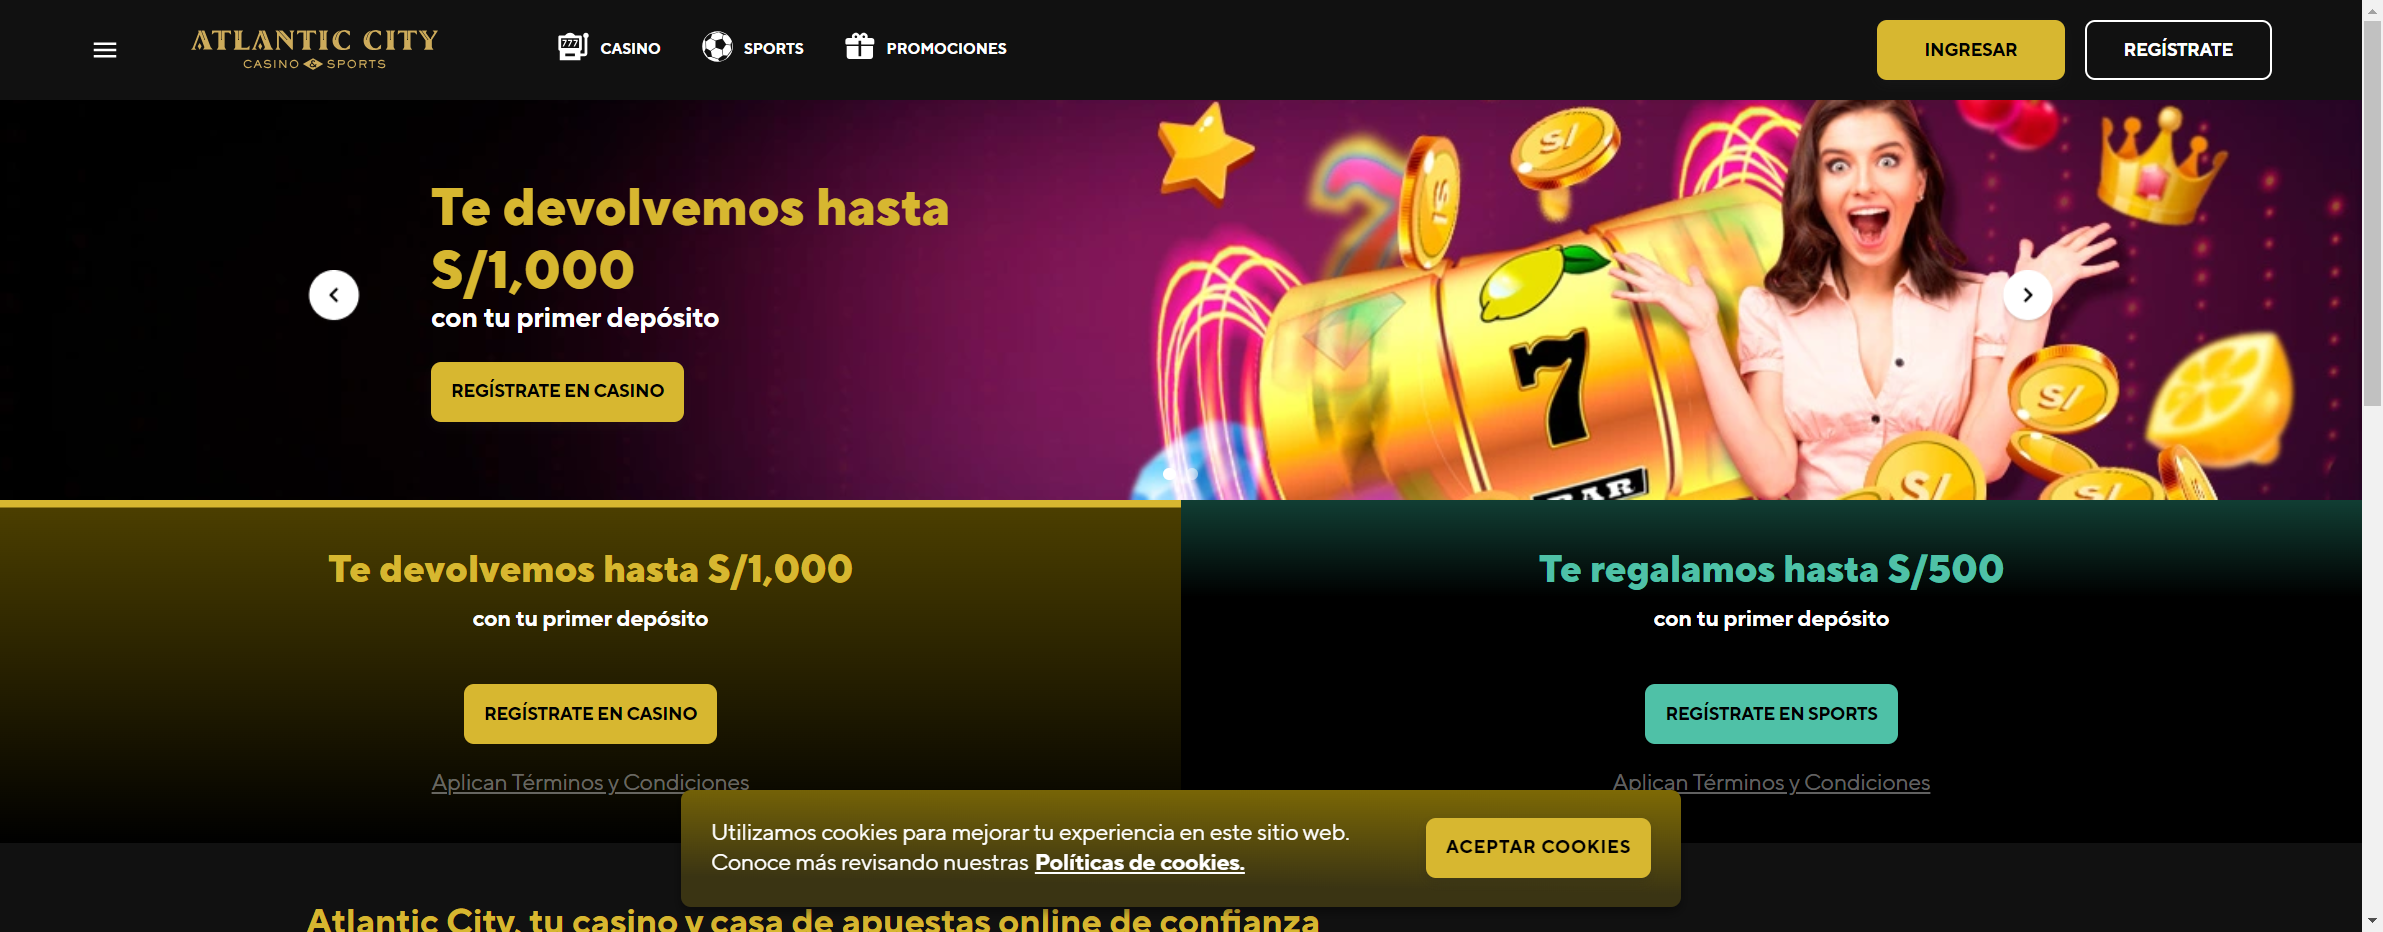 ATLANTIC CITY
CASINO & SPORTS
777
CASINO
SPORTS
PROMOCIONES
INGRESAR
REGÍSTRATE
Te devolvemos hasta
S/1,000
con tu primer depósito
REGÍSTRATE EN CASINO
S/
S/
7
7
BAR
S/
S/
S/
Te devolvemos hasta S/1,000
con tu primer depósito
REGÍSTRATE EN CASINO
Aplican Términos y Condiciones
Te regalamos hasta S/500
con tu primer depósito
REGÍSTRATE EN SPORTS
Aplican Términos y Condiciones
Utilizamos cookies para mejorar tu experiencia en este sitio web.
Conoce más revisando nuestras Políticas de cookies.
ACEPTAR COOKIES
Atlantic City, tu casino y casa de apuestas online de confianza